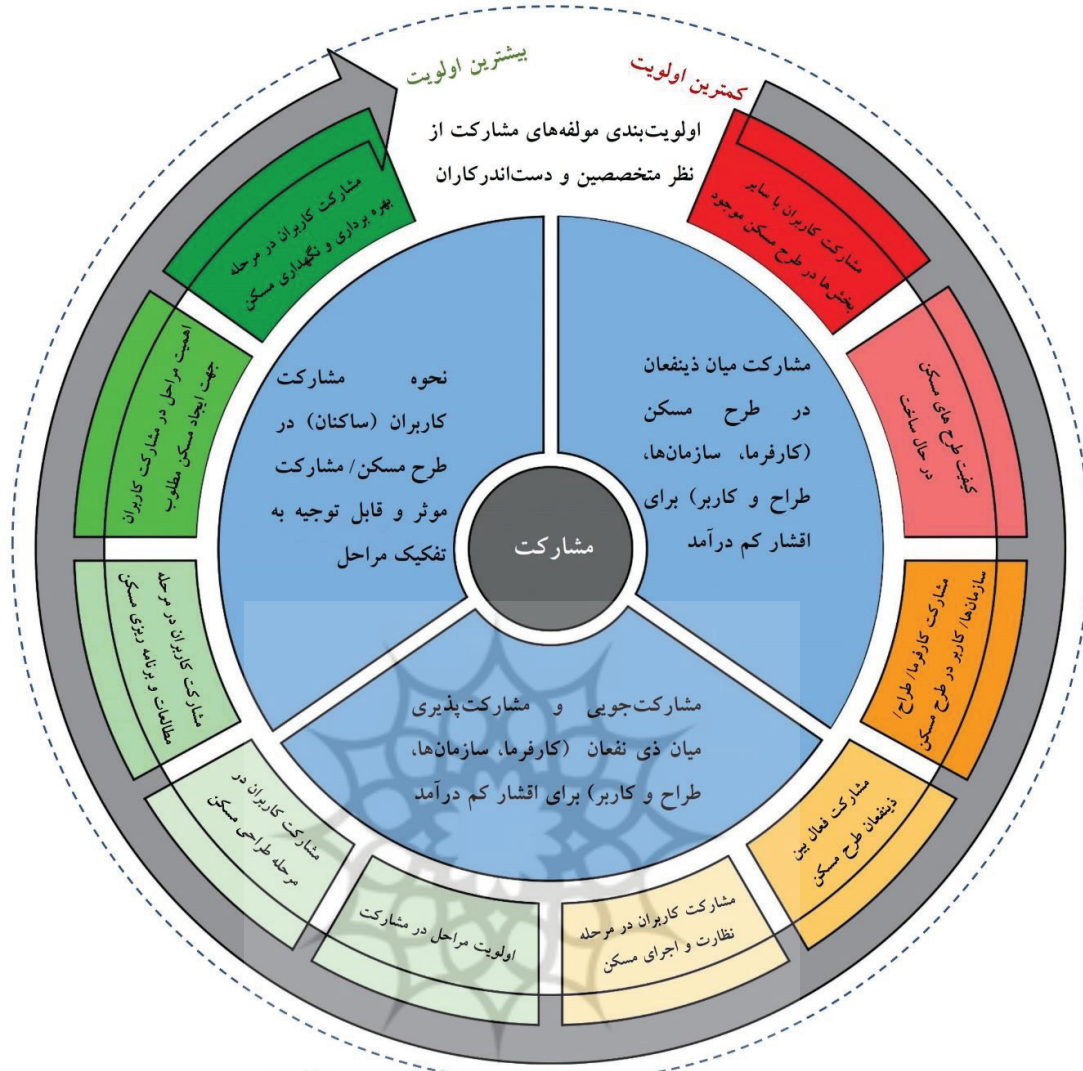 بیشترین اولویت
کمترین اولویت
اولویت‌بندی مولفه‌های مشارکت از
نظر متخصصین و دست‌اندرکاران
مشارکت کاربران با سایر
بخش‌ها در طرح مسکن موجود
کیفیت طرح های مسکن
در حال ساخت
مشارکت کارفرما/ طراح/
سازمان‌ها/ کاربر در طرح مسکن
مشارکت فعال بین
ذینفعان طرح مسکن
مشارکت کاربران در مرحله
نظارت و اجرای مسکن
اولویت مراحل در مشارکت
مشارکت کاربران در
مرحله طراحی مسکن
مشارکت کاربران در مرحله
مطالعات و برنامه ریزی مسکن
اهمیت مراحل در مشارکت کاربران
جهت ایجاد مسکن مطلوب
مشارکت کاربران در مرحله
بهره برداری و نگهداری مسکن
مشارکت میان ذینفعان
در طرح مسکن
(کارفرما، سازمان‌ها،
طراح و کاربر) برای
اقشار کم درآمد
نحوه مشارکت
کاربران (ساکنان) در
طرح مسکن/ مشارکت
موثر و قابل توجیه به
تفکیک مراحل
مشارکت
مشارکت‌جویی و مشارکت‌پذیری
میان ذی نفعان (کارفرما، سازمان‌ها،
طراح و کاربر) برای اقشار کم درآمد